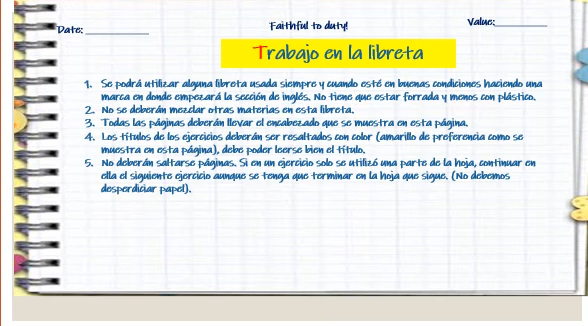 Date:____________ Faithful to duty! Value:__________
Trabajo en la libreta
1. Se podrá utilizar alguna libreta usada siempre y cuando esté en buenas condiciones haciendo una
marca en donde empezará la sección de inglés. No tiene que estar forrada y menos con plástico.
2. No se deberán mezclar otras materias en esta libreta.
3. Todas las páginas deberán llevar el encabezado que se muestra en esta página.
4. Los títulos de los ejercicios deberán ser resaltados con color (amarillo de preferencia como se
muestra en esta página), debe poder leerse bien el título.
5. No deberán saltarse páginas. Si en un ejercicio solo se utilizó una parte de la hoja, continuar en
ella el siguiente ejercicio aunque se tenga que terminar en la hoja que sigue. (No debemos
desperdiciar papel).